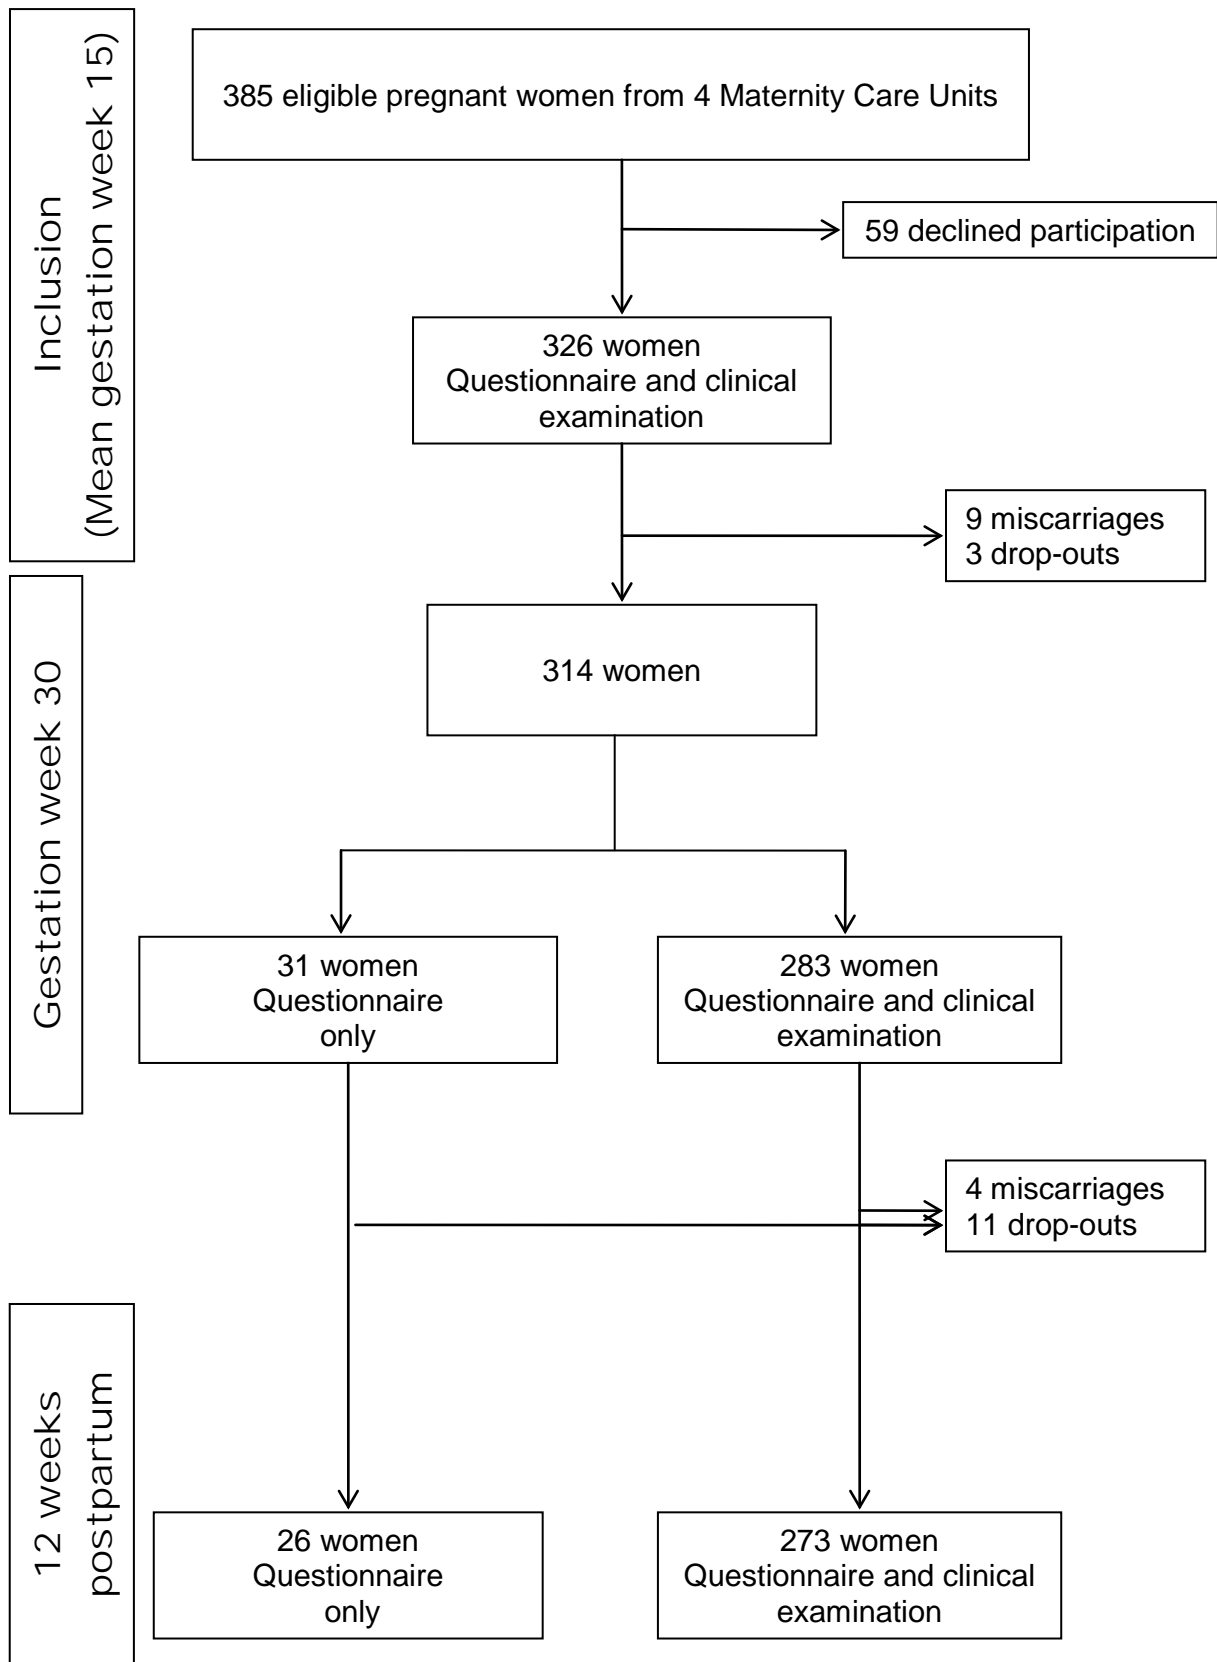 Inclusion
(Mean gestation week 15)
385 eligible pregnant women from 4 Maternity Care Units
59 declined participation
326 women
Questionnaire and clinical
examination
9 miscarriages
3 drop-outs
Gestation week 30
314 women
31 women
Questionnaire
only
283 women
Questionnaire and clinical
examination
4 miscarriages
11 drop-outs
12 weeks
postpartum
26 women
Questionnaire
only
273 women
Questionnaire and clinical
examination